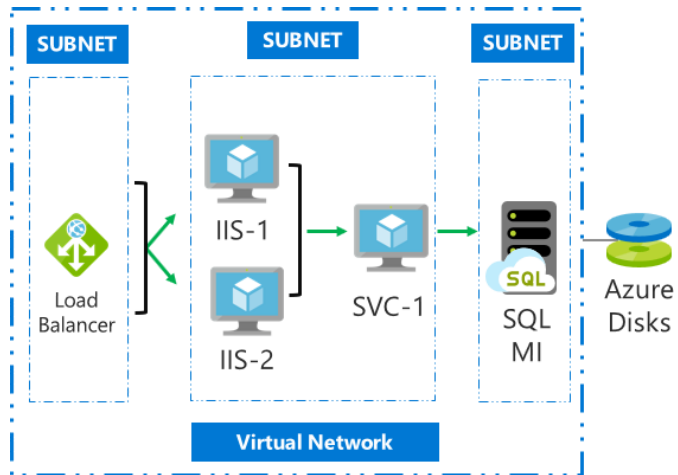 SUBNET
SUBNET
SUBNET
IIS-1
IIS-2
Load
Balancer
SVC-1
SQL
SQL
MI
Azure
Disks
Virtual Network